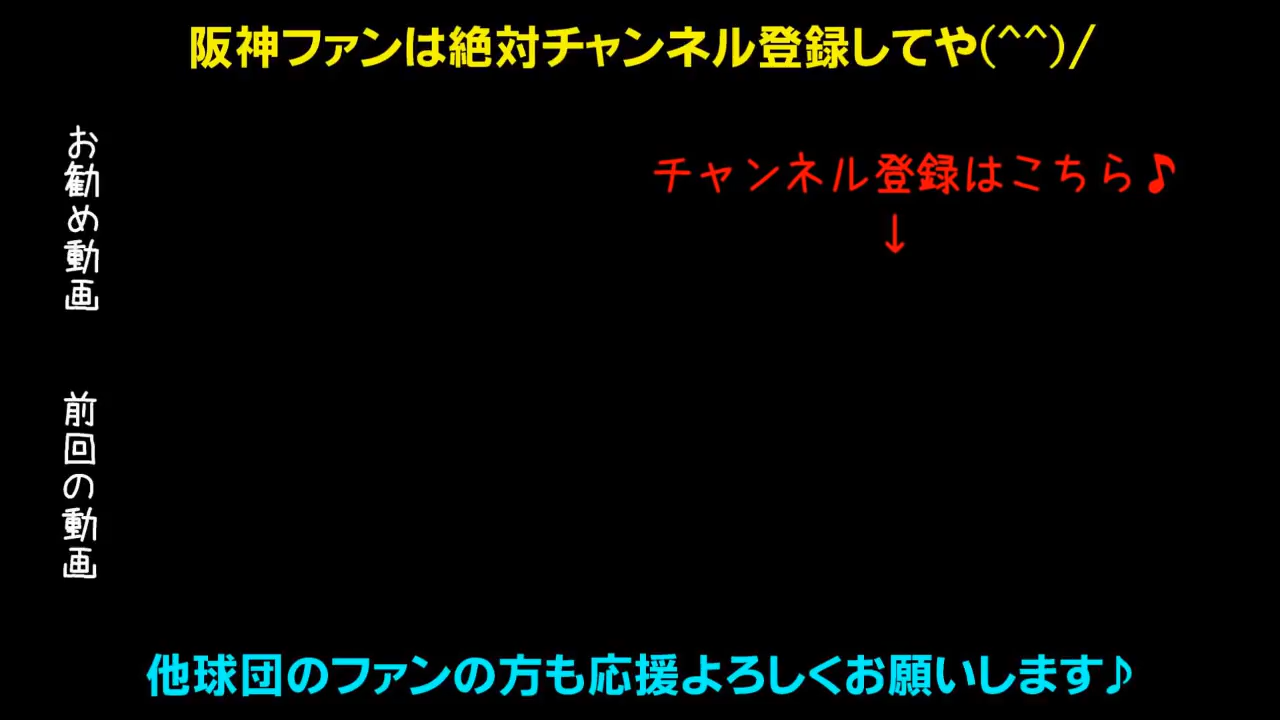 阪神ファンは絶対チャンネル登録してや(^^)/
お勧め動画
チャンネル登録はこちら♪
↓
前回の動画
他球団のファンの方も応援よろしくお願いします♪